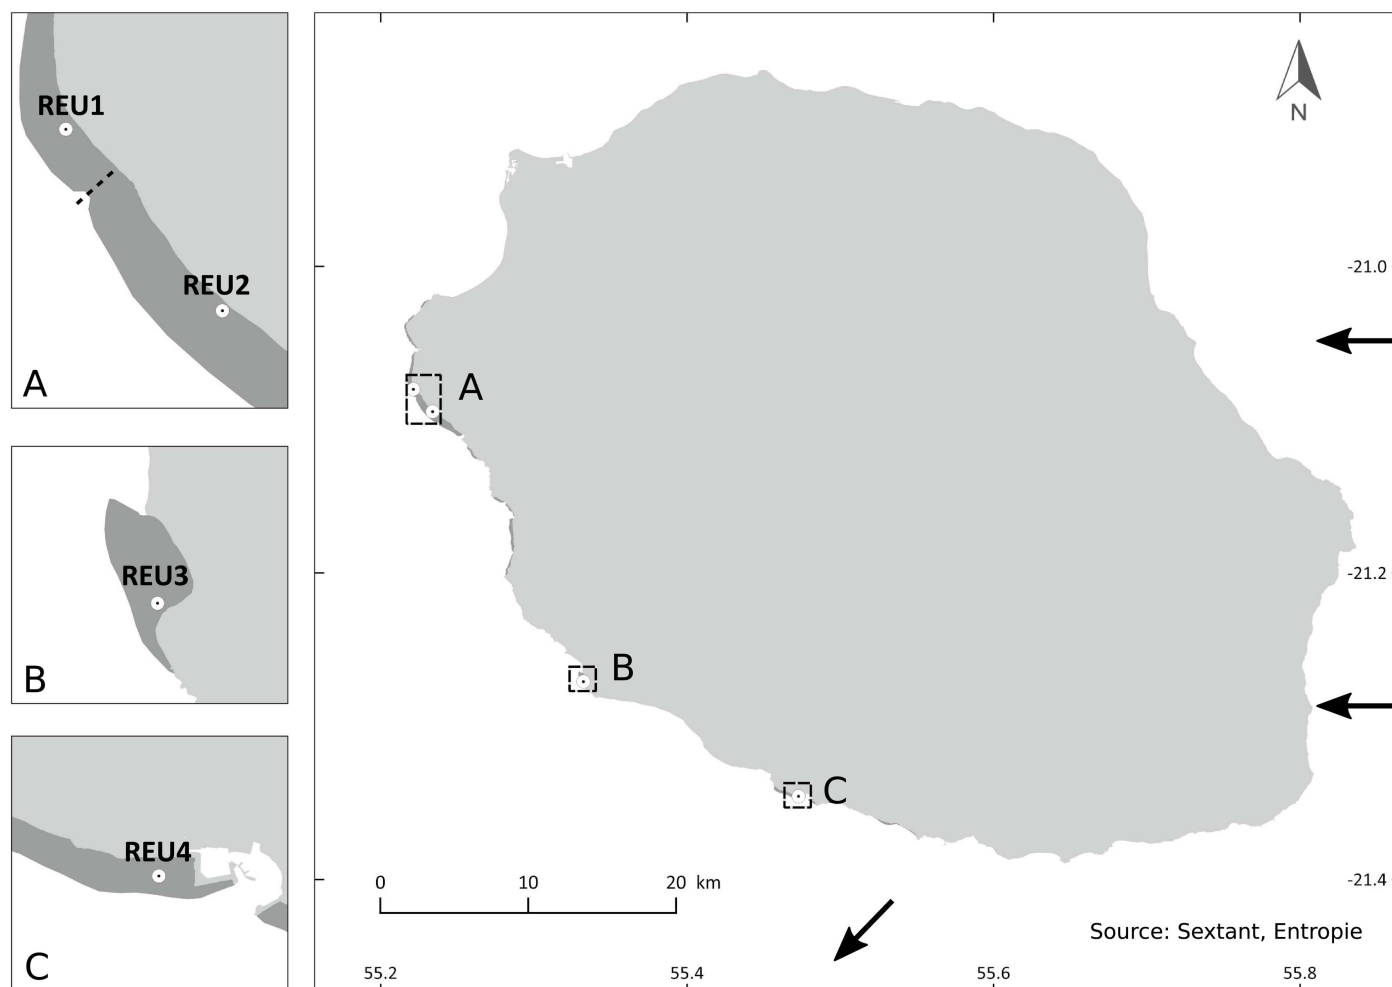 REU1
REU2
A
REU3
B
REU4
C
N
-21.0
A
-21.2
B
C
0 10 20 km
-21.4
Source: Sextant, Entropie
55.2 55.4 55.6 55.8